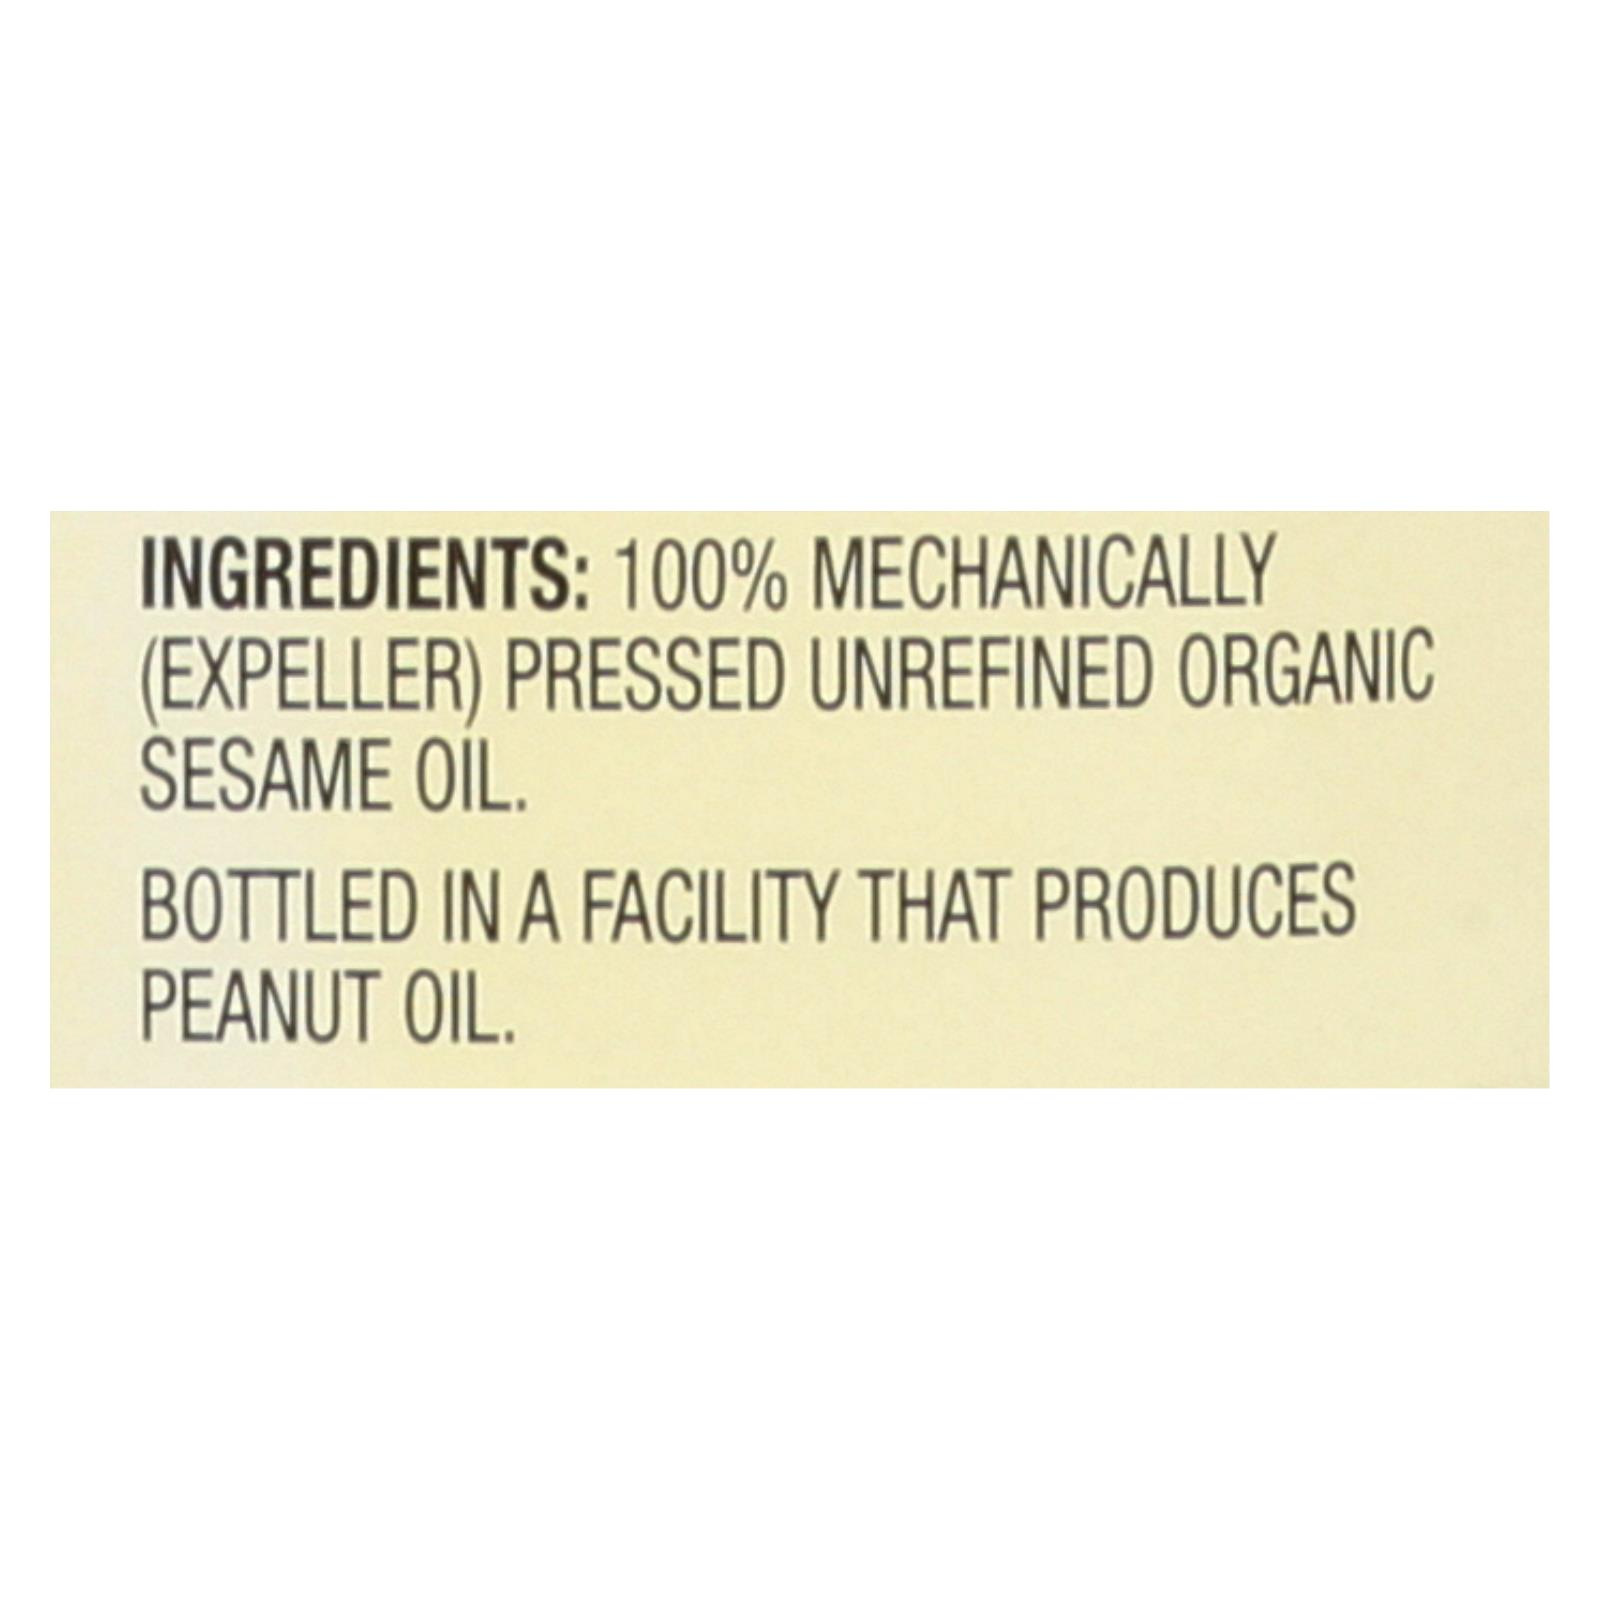 INGREDIENTS: 100% MECHANICALLY
(EXPELLER) PRESSED UNREFINED ORGANIC
SESAME OIL.
BOTTLED IN A FACILITY THAT PRODUCES
PEANUT OIL.